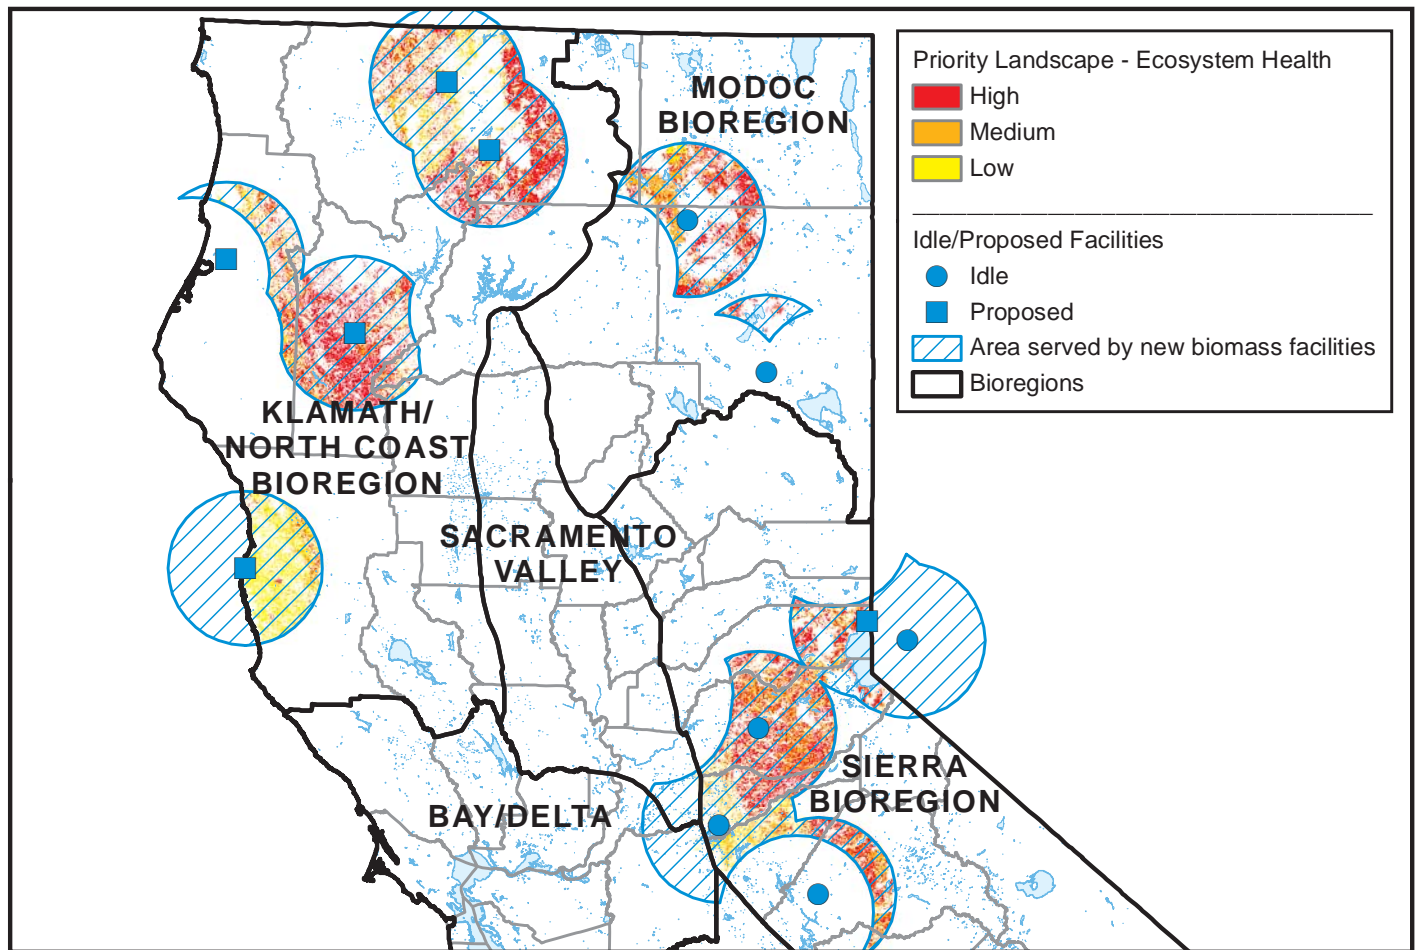 MODOC
BIOREGION
KLAMATH/
NORTH COAST
BIOREGION
SACRAMENTO
VALLEY
SIERRA
BIOREGION
BAY/DELTA
Priority Landscape - Ecosystem Health
High
Medium
Low
Idle/Proposed Facilities
Idle
Proposed
Area served by new biomass facilities
Bioregions